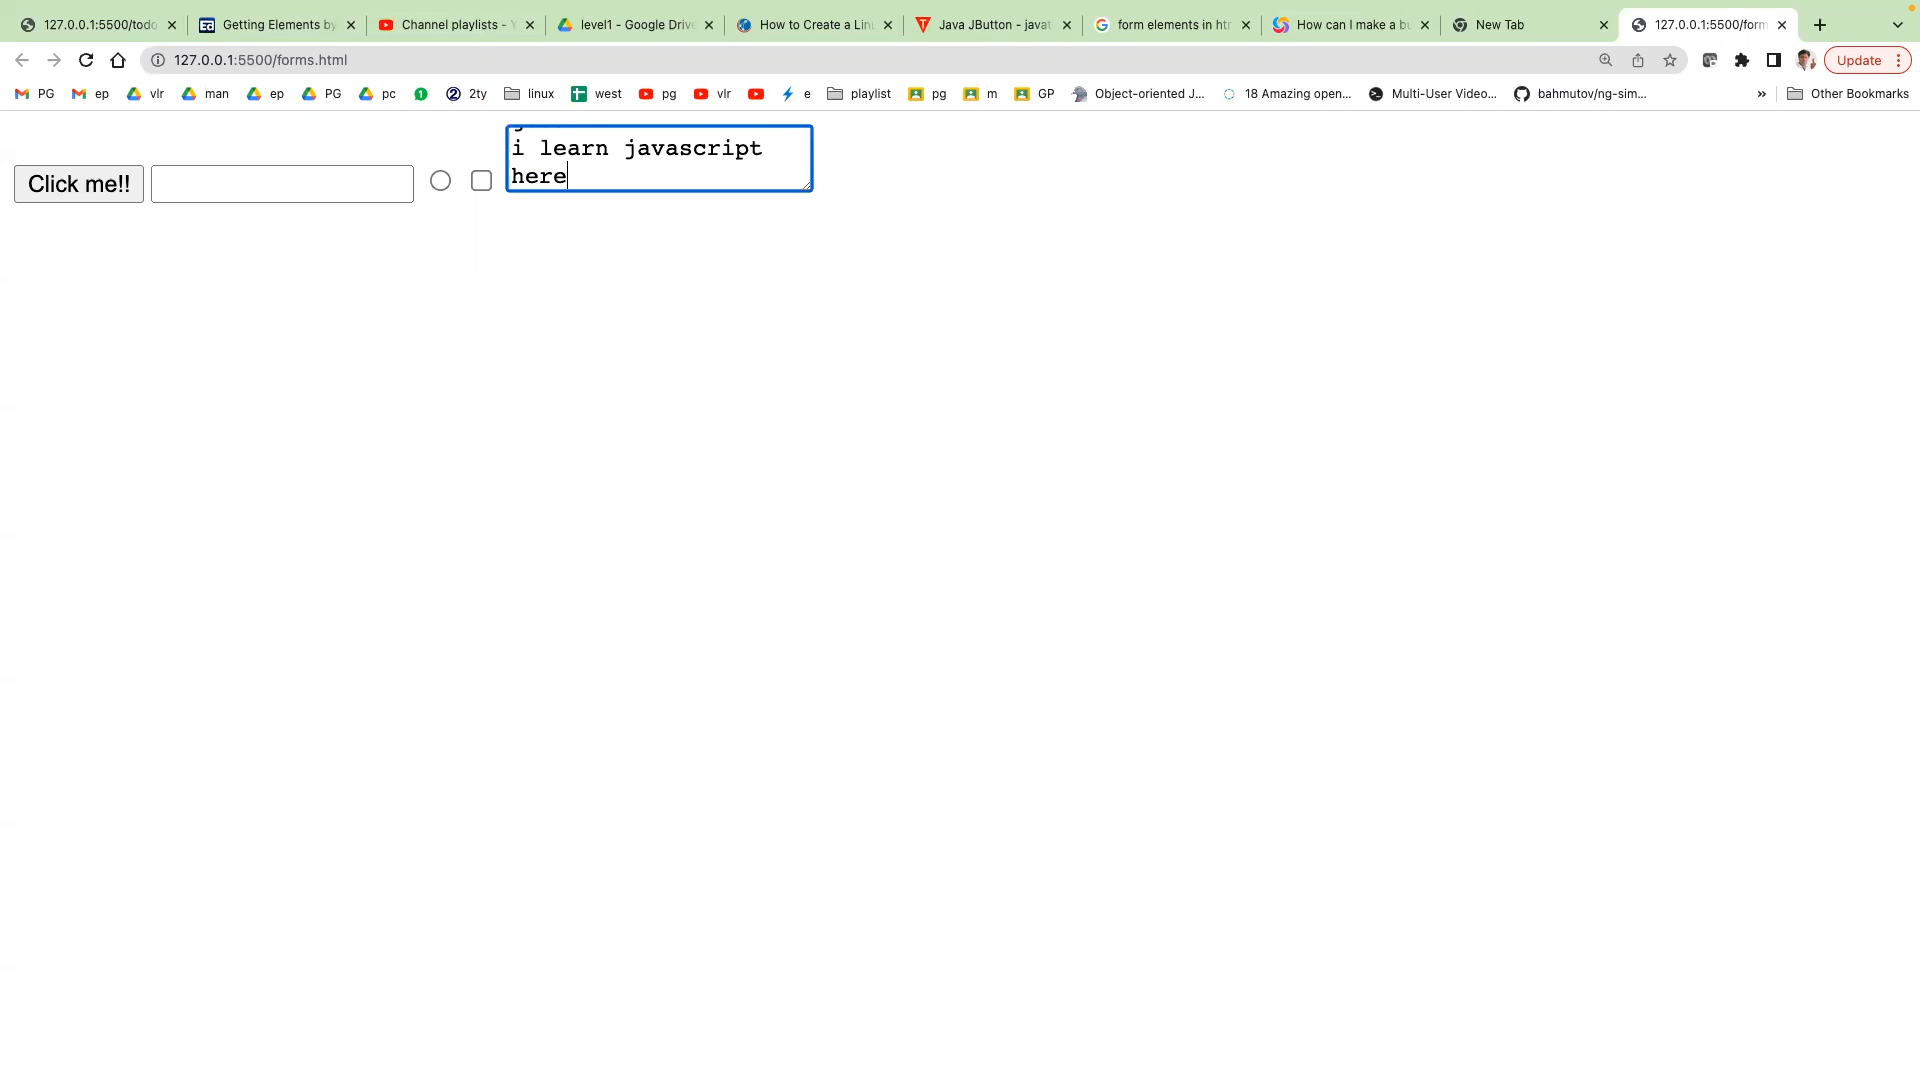 127.0.0.1:5500/todo
Getting Elements by
Channel playlists - Y
level1 - Google Drive
How to Create a Lin
Java JButton - javat
form elements in htm
How can I make a bu
New Tab
127.0.0.1:5500/form
127.0.0.1:5500/forms.html
Update
PG
ep
vlr
man
ep
PG
pc
1
2
2ty
linux
west
pg
vlr
e
playlist
pg
m
GP
Object-oriented J...
18 Amazing open...
Multi-User Video...
bahmutov/ng-sim...
»
Other Bookmarks
Click me!!
i learn javascript
here